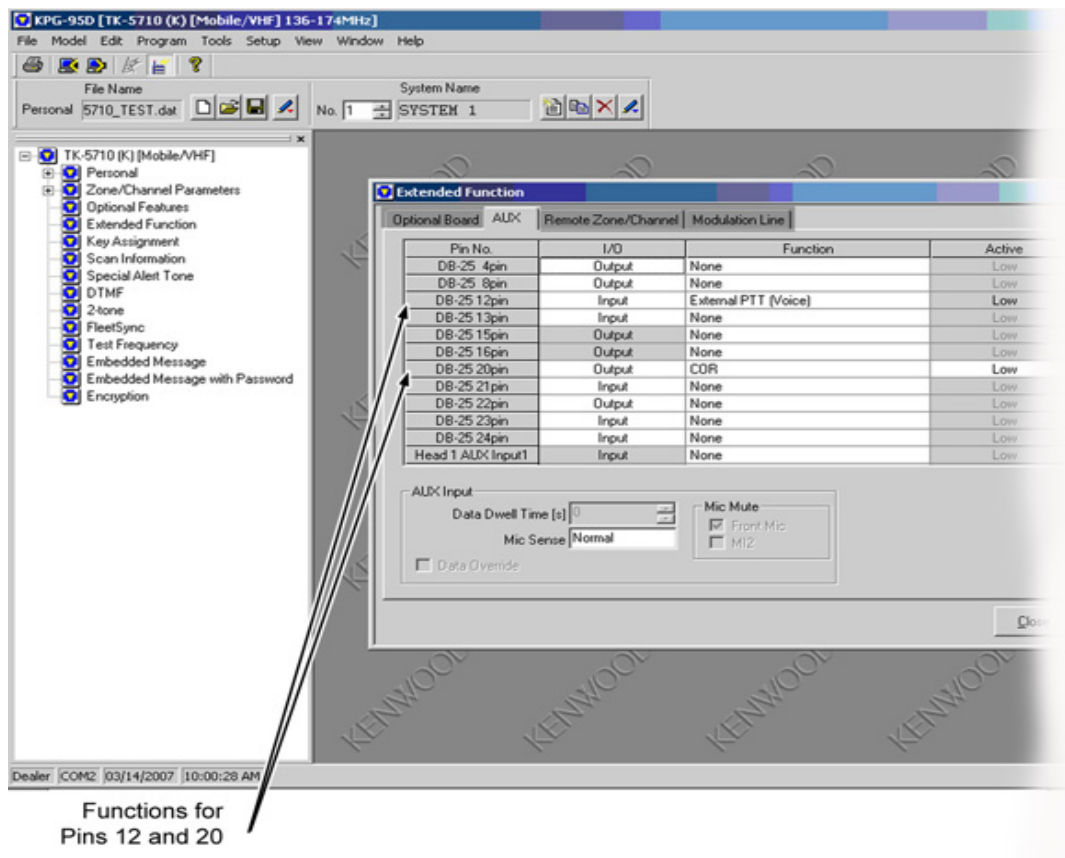 KPG-95D [TK-5710 (K) [Mobile/VHF] 136-174MHz]
File Model Edit Program Tools Setup View Window Help
File Name
System Name
Personal 5710_TEST.dat
No. 1 SYSTEM 1
TK-5710 (K) [Mobile/VHF]
Personal
Zone/Channel Parameters
Optional Features
Extended Function
Key Assignment
Scan Information
Special Alert Tone
DTMF
2-tone
FleetSync
Test Frequency
Embedded Message
Embedded Message with Password
Encryption
Extended Function
Optional Board AUX Remote Zone/Channel Modulation Line
Pin No. I/O Function Active
DB-25 4pin Output None Low
DB-25 8pin Output None Low
DB-25 12pin Input External PTT (Voice) Low
DB-25 13pin Input None Low
DB-25 15pin Output None Low
DB-25 16pin Output None Low
DB-25 20pin Output COR Low
DB-25 21pin Input None Low
DB-25 22pin Output None Low
DB-25 23pin Input None Low
DB-25 24pin Input None Low
Head 1 AUX Input1 Input None Low
AUX Input
Data Dwell Time [s] 0
Mic Sense Normal
Data Override
Mic Mute
Front Mic
MI2
Close
KENWOOD
KENWOOD
KENWOOD
KENWOOD
Dealer COM2 03/14/2007 10:00:28 AM
Functions for
Pins 12 and 20